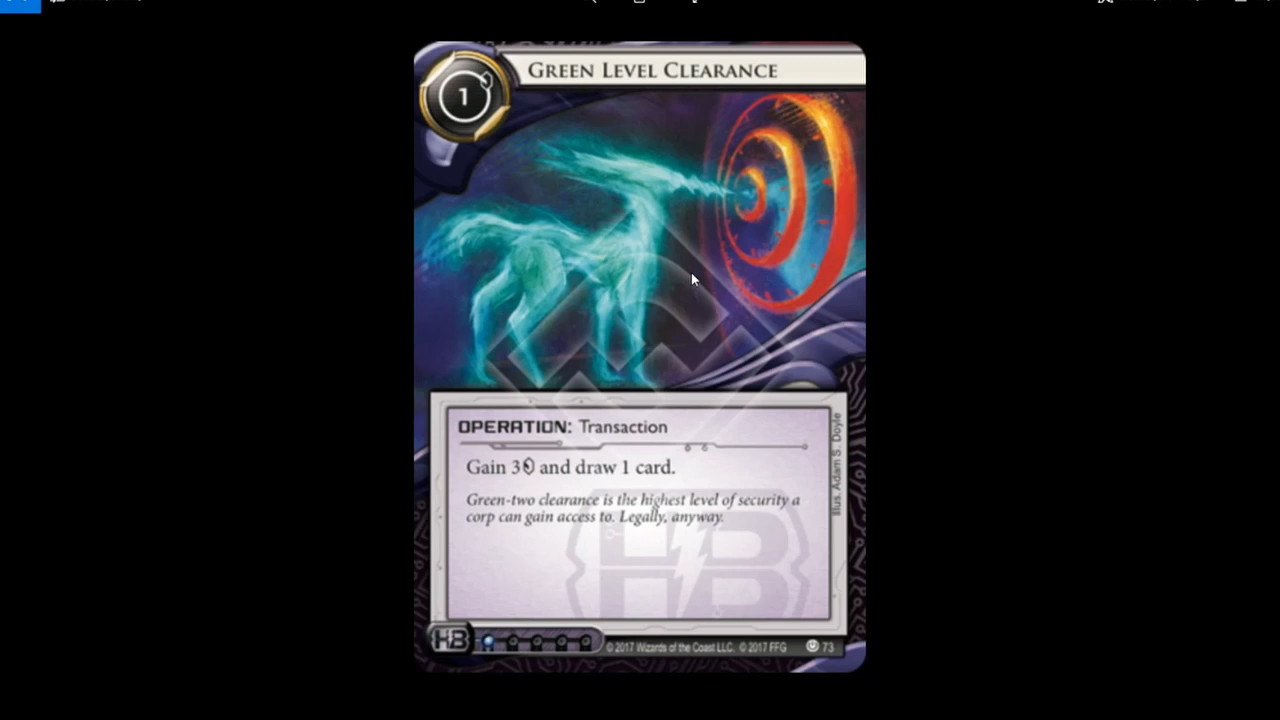 1
Green Level Clearance
OPERATION: Transaction
Gain 3 and draw 1 card.
Green-two clearance is the highest level of security a
corp can gain access to. Legally, anyway.
Illus. Adam S. Doyle
HB
HB
© 2017 Wizards of the Coast LLC. © 2017 FFG
73